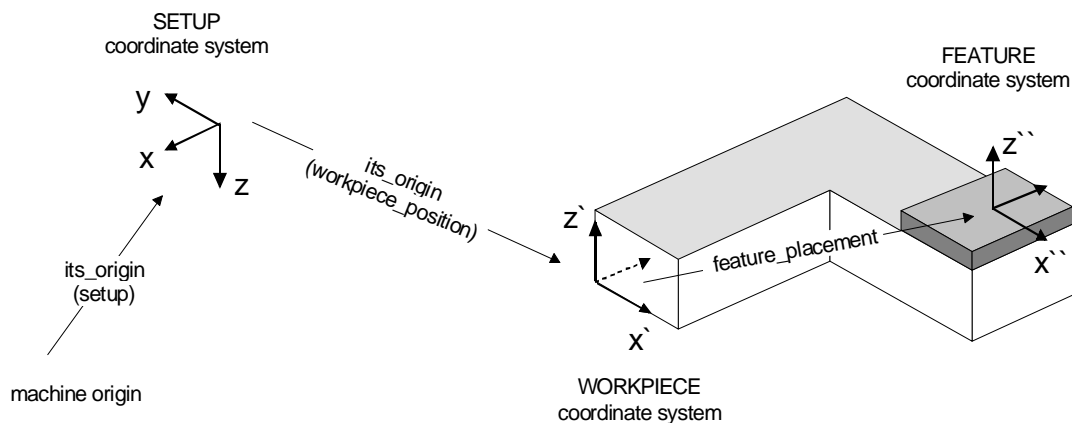 SETUP
coordinate system
y
x
z
its_origin
(workpiece_position)
its_origin
(setup)
machine origin
FEATURE
coordinate system
z``
x``
feature_placement
z`
x`
WORKPIECE
coordinate system